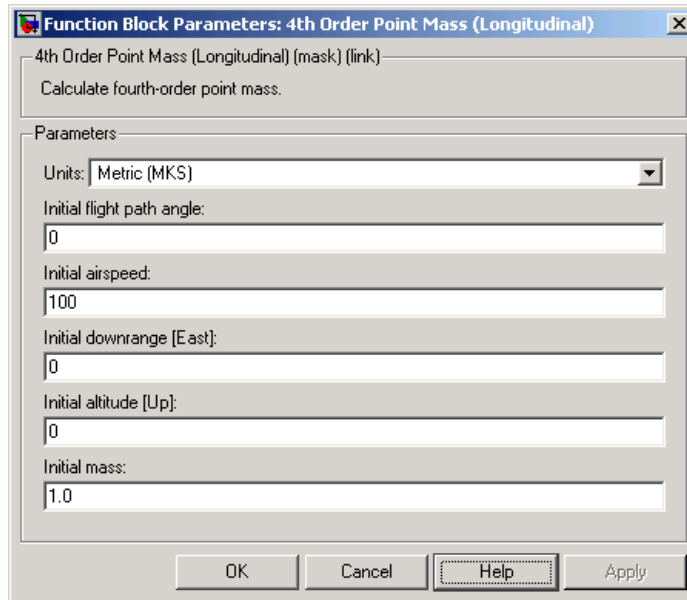 Function Block Parameters: 4th Order Point Mass (Longitudinal)
4th Order Point Mass (Longitudinal) (mask) (link)
Calculate fourth-order point mass.
Parameters
Units: Metric (MKS)
Initial flight path angle:
0
Initial airspeed:
100
Initial downrange [East]:
0
Initial altitude [Up]:
0
Initial mass:
1.0
OK Cancel Help Apply